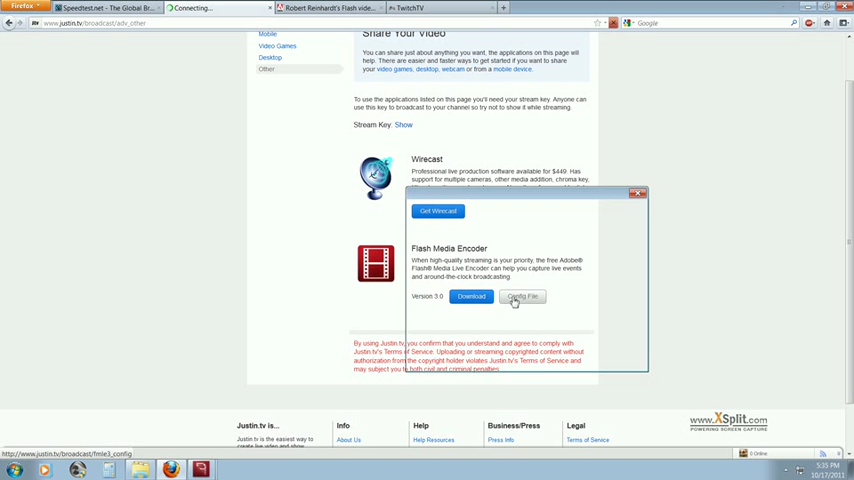 Firefox
Speedtest.net - The Global Br...
Connecting...
Robert Reinhardt's Flash vide...
TwitchTV
www.justin.tv/broadcast/adv_other
Google
Mobile
Video Games
Desktop
Other
Share Your Video
You can share just about anything you want, the applications on this page will
help. There are easier and faster ways to get started if you want to share
your video games, desktop, webcam or from a mobile device.
To use the applications listed on this page you'll need your stream key. Anyone can
use this key to broadcast to your channel so try not to show it while streaming.
Stream Key: Show
Wirecast
Professional live production software available for $449. Has
support for multiple cameras, other media addition, chroma key,
Get Wirecast
Flash Media Encoder
When high-quality streaming is your priority, the free Adobe®
Flash® Media Live Encoder can help you capture live events
and around-the-clock broadcasting.
Version 3.0
Download
Config File
By using Justin.tv, you confirm that you understand and agree to comply with
Justin.tv's Terms of Service. Uploading or streaming copyrighted content without
authorization from the copyright holder violates Justin.tv's Terms of Service and
may subject you to both civil and criminal penalties.
www.XSplit.com
POWERING SCREEN CAPTURE
Justin.tv is...
Info
Help
Business/Press
Legal
Justin.tv is the easiest way to
About Us
Help Resources
Press Info
Terms of Service
http://www.justin.tv/broadcast/fmle3_config
0 Online
5:35 PM
10/17/2011